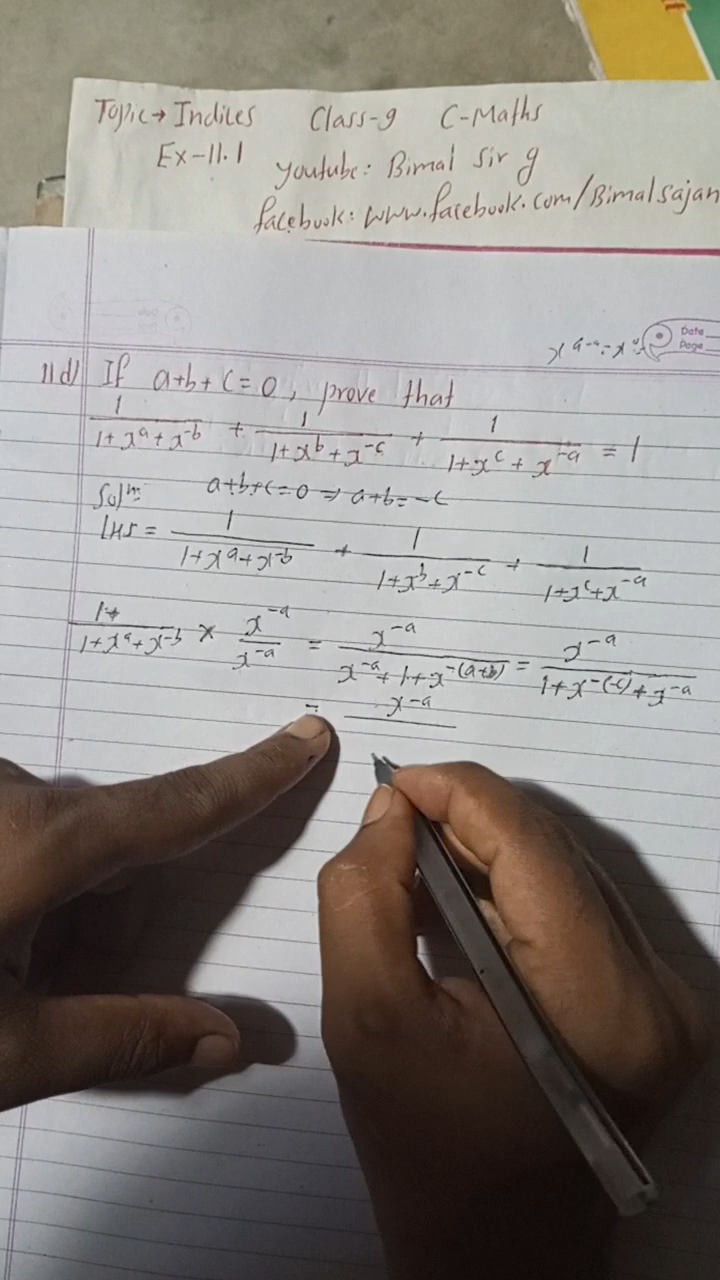 Topic → Indices Class-9 C-Maths
Ex-11.1 youtube: Bimal Sir g
facebook: www.facebook.com/Bimalsajan
Date
Page
11d) If a+b+c=0, prove that
1/(1+x^a+x^-b) + 1/(1+x^b+x^-c) + 1/(1+x^c+x^-a) = 1
Solⁿ: a+b+c=0 ⇒ a+b=-c
LHS = 1/(1+x^a+x^-b) + 1/(1+x^b+x^-c) + 1/(1+x^c+x^-a)
1/(1+x^a+x^-b) × x^-a/x^-a = x^-a/(x^-a+1+x^-(a+b)) = x^-a/(1+x^-(-c)+x^-a)
= x^-a